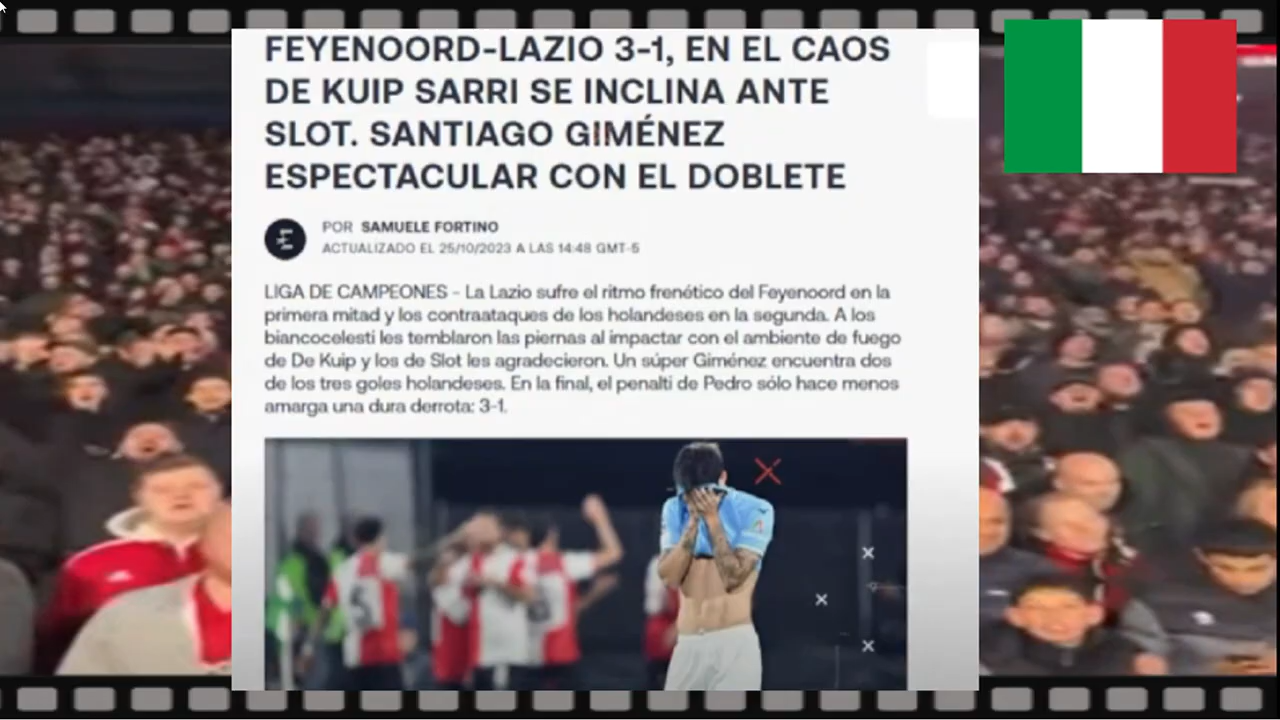 FEYENOORD-LAZIO 3-1, EN EL CAOS
DE KUIP SARRI SE INCLINA ANTE
SLOT. SANTIAGO GIMÉNEZ
ESPECTACULAR CON EL DOBLETE
POR SAMUELE FORTINO
ACTUALIZADO EL 25/10/2023 A LAS 14:48 GMT-5
LIGA DE CAMPEONES - La Lazio sufre el ritmo frenético del Feyenoord en la
primera mitad y los contraataques de los holandeses en la segunda. A los
biancocelesti les temblaron las piernas al impactar con el ambiente de fuego
de De Kuip y los de Slot les agradecieron. Un súper Giménez encuentra dos
de los tres goles holandeses. En la final, el penalti de Pedro sólo hace menos
amarga una dura derrota: 3-1.
5